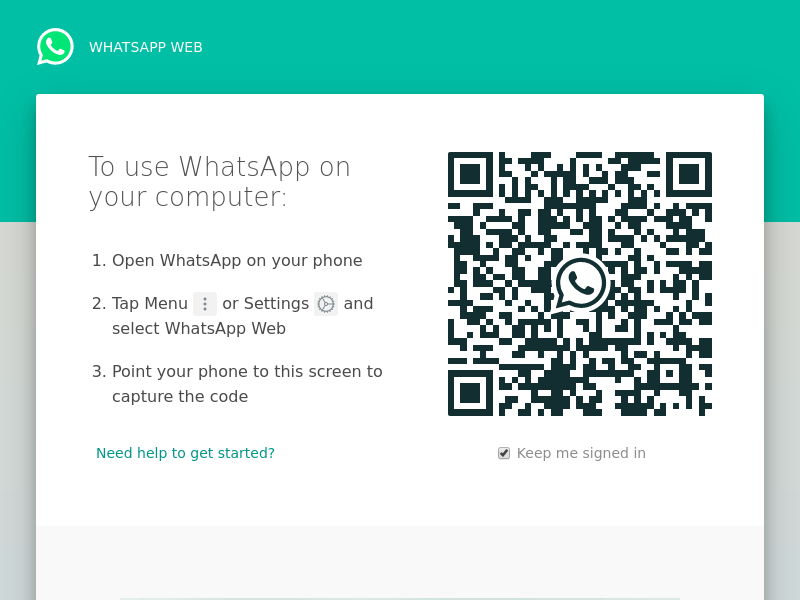 WHATSAPP WEB
To use WhatsApp on
your computer:
1. Open WhatsApp on your phone
2. Tap Menu or Settings and
select WhatsApp Web
3. Point your phone to this screen to
capture the code
Need help to get started?
Keep me signed in